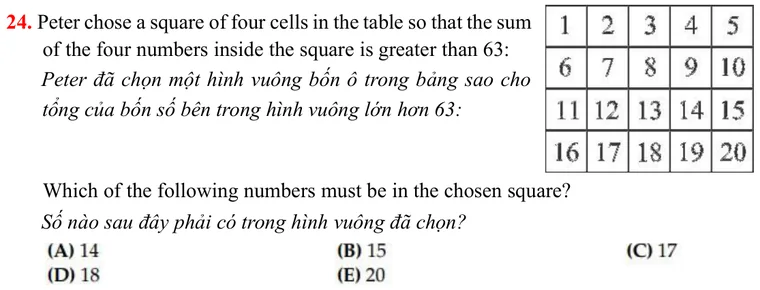 24. Peter chose a square of four cells in the table so that the sum
of the four numbers inside the square is greater than 63:
Peter đã chọn một hình vuông bốn ô trong bảng sao cho
tổng của bốn số bên trong hình vuông lớn hơn 63:
1 2 3 4 5
6 7 8 9 10
11 12 13 14 15
16 17 18 19 20
Which of the following numbers must be in the chosen square?
Số nào sau đây phải có trong hình vuông đã chọn?
(A) 14 (B) 15 (C) 17
(D) 18 (E) 20